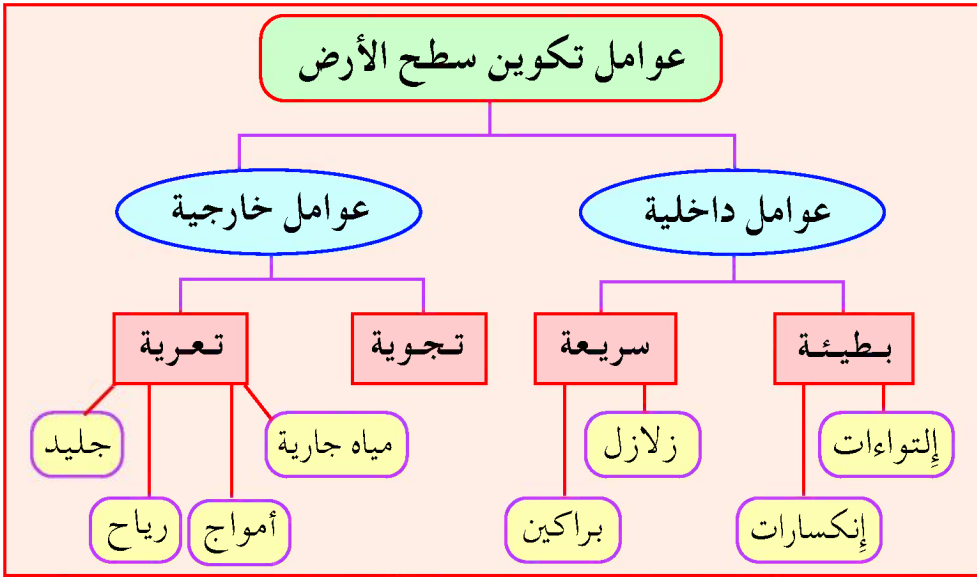 عوامل تكوين سطح الأرض
عوامل داخلية
عوامل خارجية
بطيئة
سريعة
تجوية
تعرية
إلتواءات
زلازل
مياه جارية
جليد
إنكسارات
براكين
أمواج
رياح